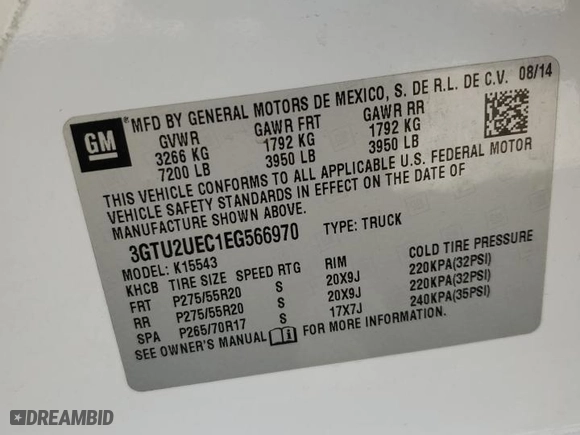 GM
MFD BY GENERAL MOTORS DE MEXICO, S. DE R.L. DE C.V. 08/14
GVWR GAWR FRT GAWR RR
3266 KG 1792 KG 1792 KG
7200 LB 3950 LB 3950 LB
THIS VEHICLE CONFORMS TO ALL APPLICABLE U.S. FEDERAL MOTOR
VEHICLE SAFETY STANDARDS IN EFFECT ON THE DATE OF
MANUFACTURE SHOWN ABOVE.
3GTU2UEC1EG566970 TYPE: TRUCK
MODEL: K15543
KHCB TIRE SIZE SPEED RTG RIM COLD TIRE PRESSURE
FRT P275/55R20 S 20X9J 220KPA(32PSI)
RR P275/55R20 S 20X9J 220KPA(32PSI)
SPA P265/70R17 S 17X7J 240KPA(35PSI)
SEE OWNER'S MANUAL FOR MORE INFORMATION.
DREAMBID